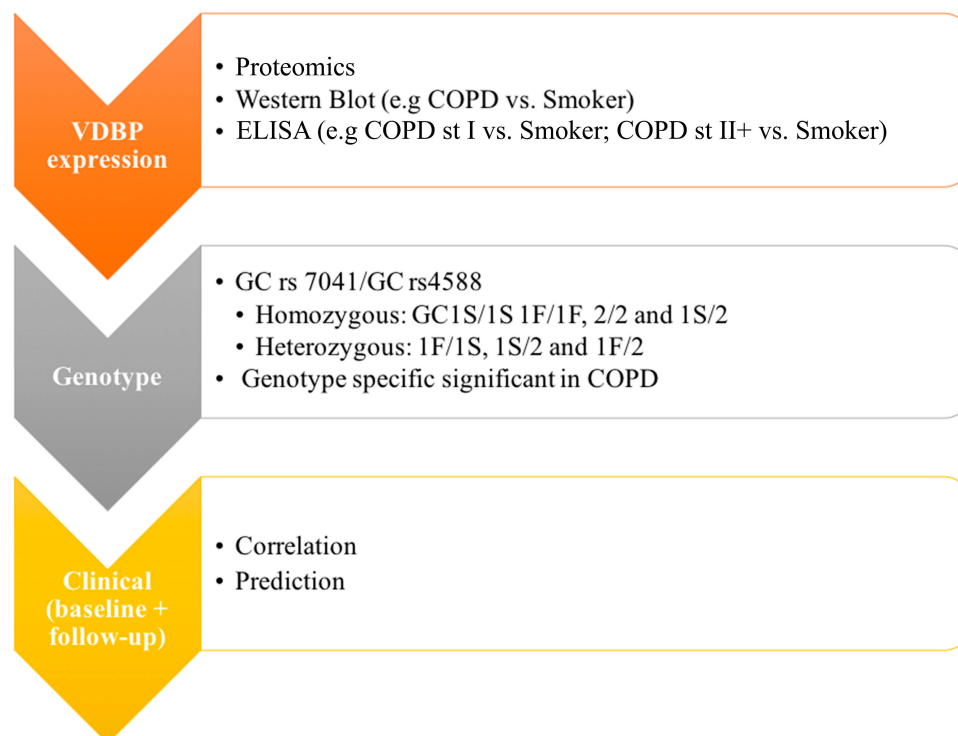 VDBP
expression
• Proteomics
• Western Blot (e.g COPD vs. Smoker)
• ELISA (e.g COPD st I vs. Smoker; COPD st II+ vs. Smoker)
Genotype
• GC rs 7041/GC rs4588
• Homozygous: GC1S/1S 1F/1F, 2/2 and 1S/2
• Heterozygous: 1F/1S, 1S/2 and 1F/2
• Genotype specific significant in COPD
Clinical
(baseline +
follow-up)
• Correlation
• Prediction